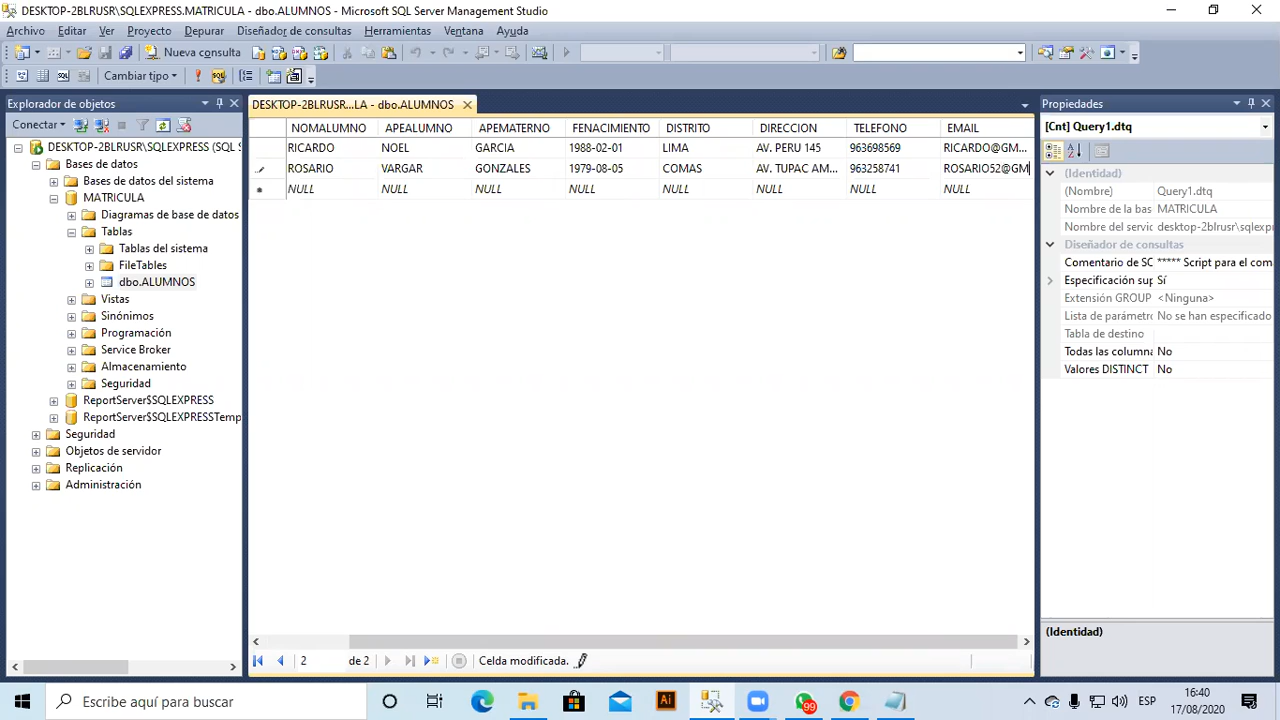 DESKTOP-2BLRUSR\SQLEXPRESS.MATRICULA - dbo.ALUMNOS - Microsoft SQL Server Management Studio
Archivo Editar Ver Proyecto Depurar Diseñador de consultas Herramientas Ventana Ayuda
Nueva consulta
Cambiar tipo
Explorador de objetos
Conectar
DESKTOP-2BLRUSR\SQLEXPRESS (SQL S
Bases de datos
Bases de datos del sistema
MATRICULA
Diagramas de base de datos
Tablas
Tablas del sistema
FileTables
dbo.ALUMNOS
Vistas
Sinónimos
Programación
Service Broker
Almacenamiento
Seguridad
ReportServer$SQLEXPRESS
ReportServer$SQLEXPRESSTemp
Seguridad
Objetos de servidor
Replicación
Administración
DESKTOP-2BLRUSR...LA - dbo.ALUMNOS
NOMALUMNO APEALUMNO APEMATERNO FENACIMIENTO DISTRITO DIRECCION TELEFONO EMAIL
RICARDO NOEL GARCIA 1988-02-01 LIMA AV. PERU 145 963698569 RICARDO@GM...
ROSARIO VARGAR GONZALES 1979-08-05 COMAS AV. TUPAC AM... 963258741 ROSARIO52@GM
NULL NULL NULL NULL NULL NULL NULL NULL
2 de 2 Celda modificada.
Propiedades
[Cnt] Query1.dtq
(Identidad)
(Nombre) Query1.dtq
Nombre de la bas MATRICULA
Nombre del servic desktop-2blrusr\sqlexpre
Diseñador de consultas
Comentario de SC ***** Script para el com
Especificación sup Sí
Extensión GROUP <Ninguna>
Lista de parámetro No se han especificado
Tabla de destino
Todas las columna No
Valores DISTINCT No
(Identidad)
Escribe aquí para buscar
Ai
99
ESP
16:40
17/08/2020